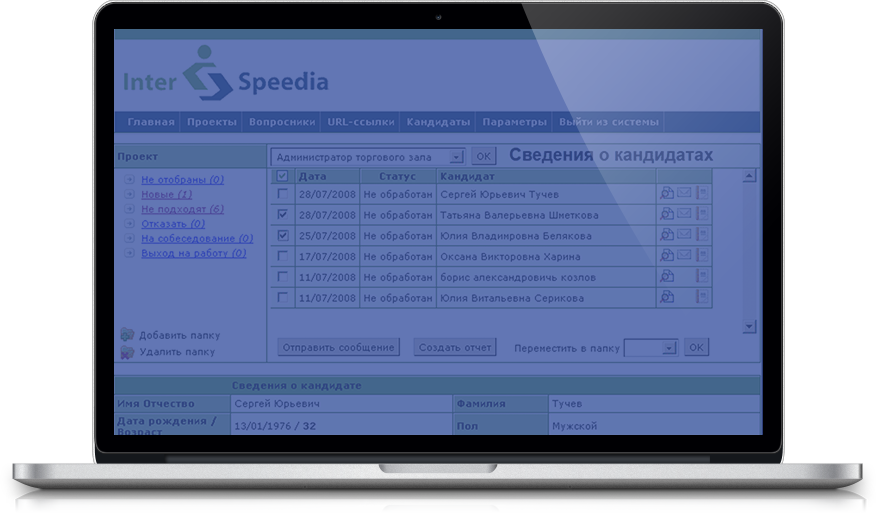 Inter Speedia
Главная Проекты Вопросники URL-ссылки Кандидаты Параметры Выйти из системы
Проект
Администратор торгового зала OK Сведения о кандидатах
Дата Статус Кандидат
Не отобраны (0)
Новые (1)
Не подходят (6)
Отказать (0)
На собеседование (0)
Выход на работу (0)
28/07/2008 Не обработан Сергей Юрьевич Тучев
28/07/2008 Не обработан Татьяна Валерьевна Шметкова
25/07/2008 Не обработан Юлия Владимровна Белякова
17/07/2008 Не обработан Оксана Викторовна Харина
11/07/2008 Не обработан борис александровичь козлов
11/07/2008 Не обработан Юлия Витальевна Серикова
Добавить папку
Удалить папку
Отправить сообщение Создать отчет Переместить в папку OK
Сведения о кандидате
Имя Отчество Сергей Юрьевич Фамилия Тучев
Дата рождения / Возраст 13/01/1976 / 32 Пол Мужской